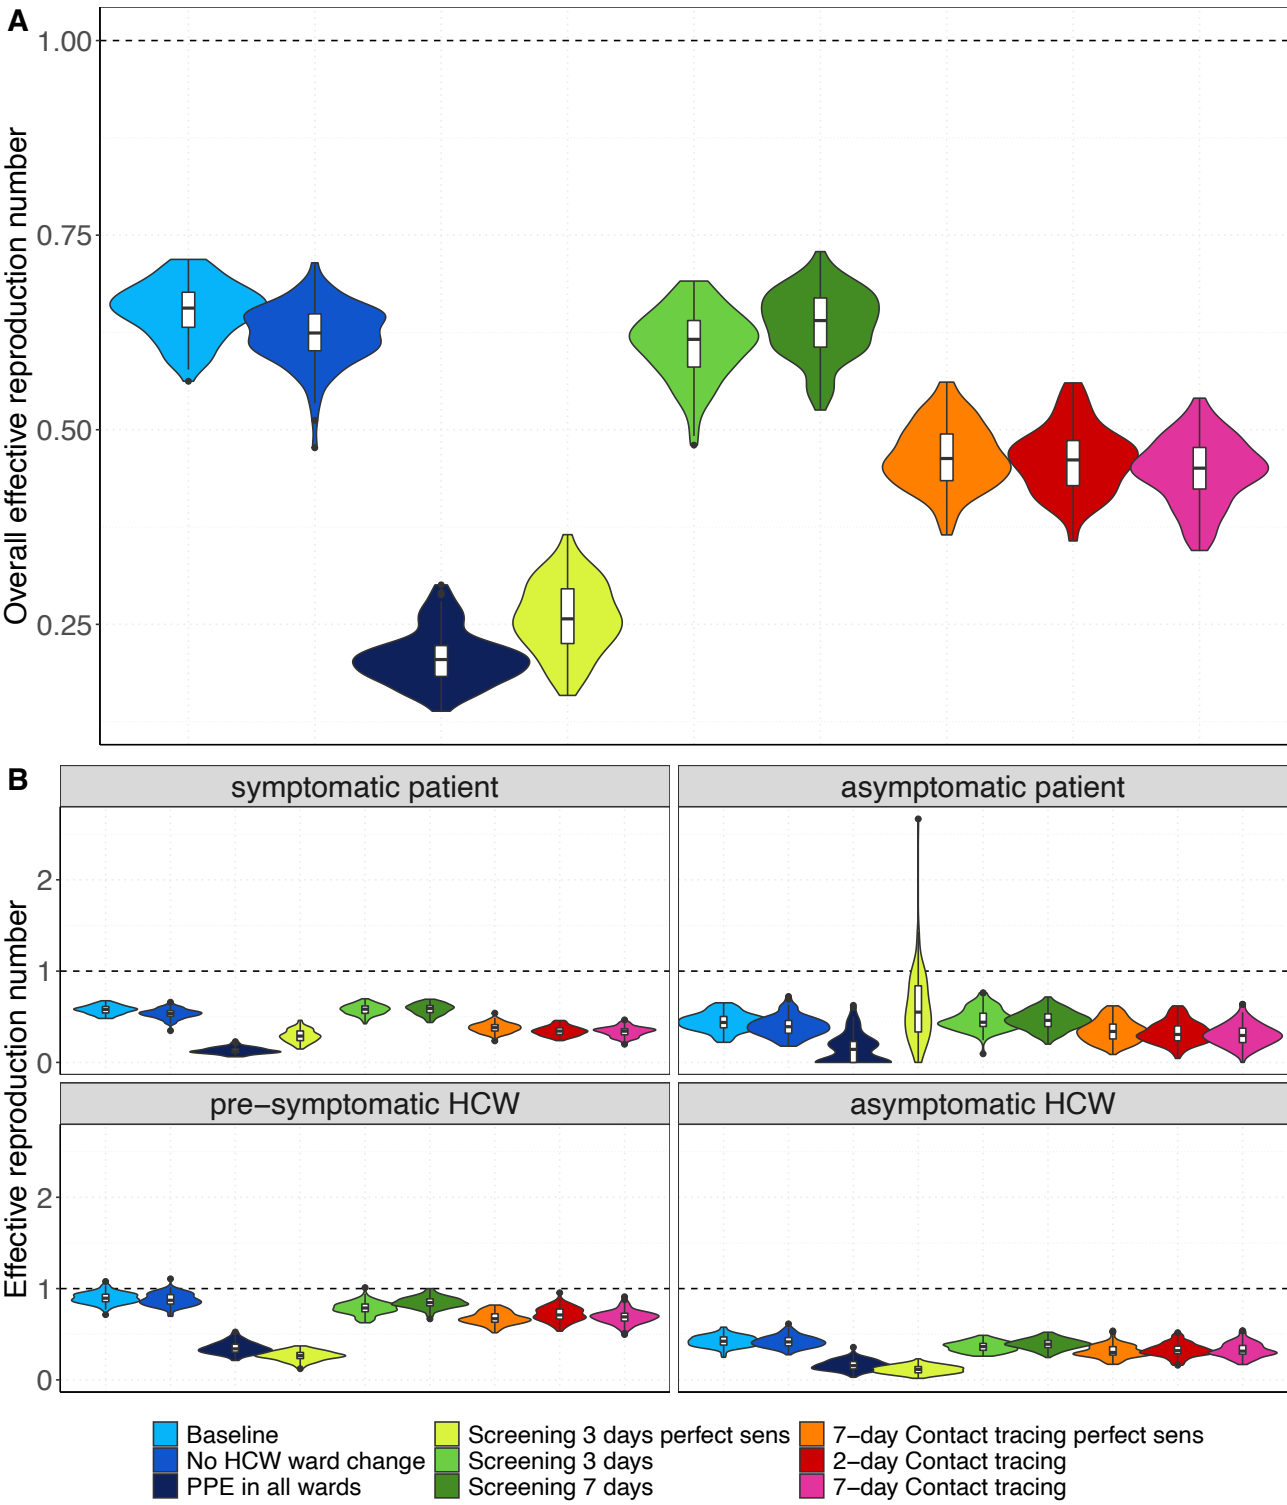 A
1.00
0.75
0.50
0.25
Overall effective reproduction number
B
symptomatic patient
asymptomatic patient
2
1
0
pre−symptomatic HCW
asymptomatic HCW
2
1
0
Effective reproduction number
Baseline
No HCW ward change
PPE in all wards
Screening 3 days perfect sens
Screening 3 days
Screening 7 days
7−day Contact tracing perfect sens
2−day Contact tracing
7−day Contact tracing